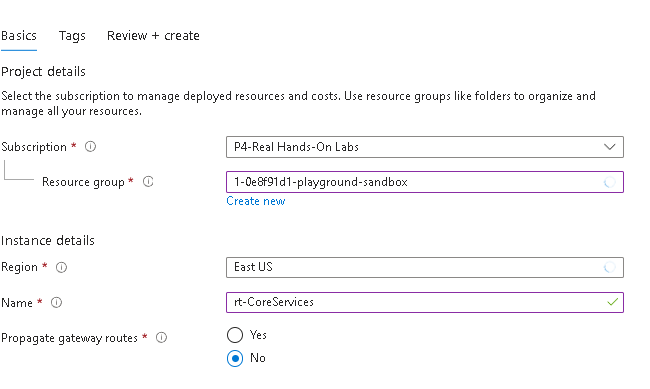 Basics Tags Review + create
Project details
Select the subscription to manage deployed resources and costs. Use resource groups like folders to organize and
manage all your resources.
Subscription * P4-Real Hands-On Labs
Resource group * 1-0e8f91d1-playground-sandbox
Create new
Instance details
Region * East US
Name * rt-CoreServices
Propagate gateway routes * Yes
No